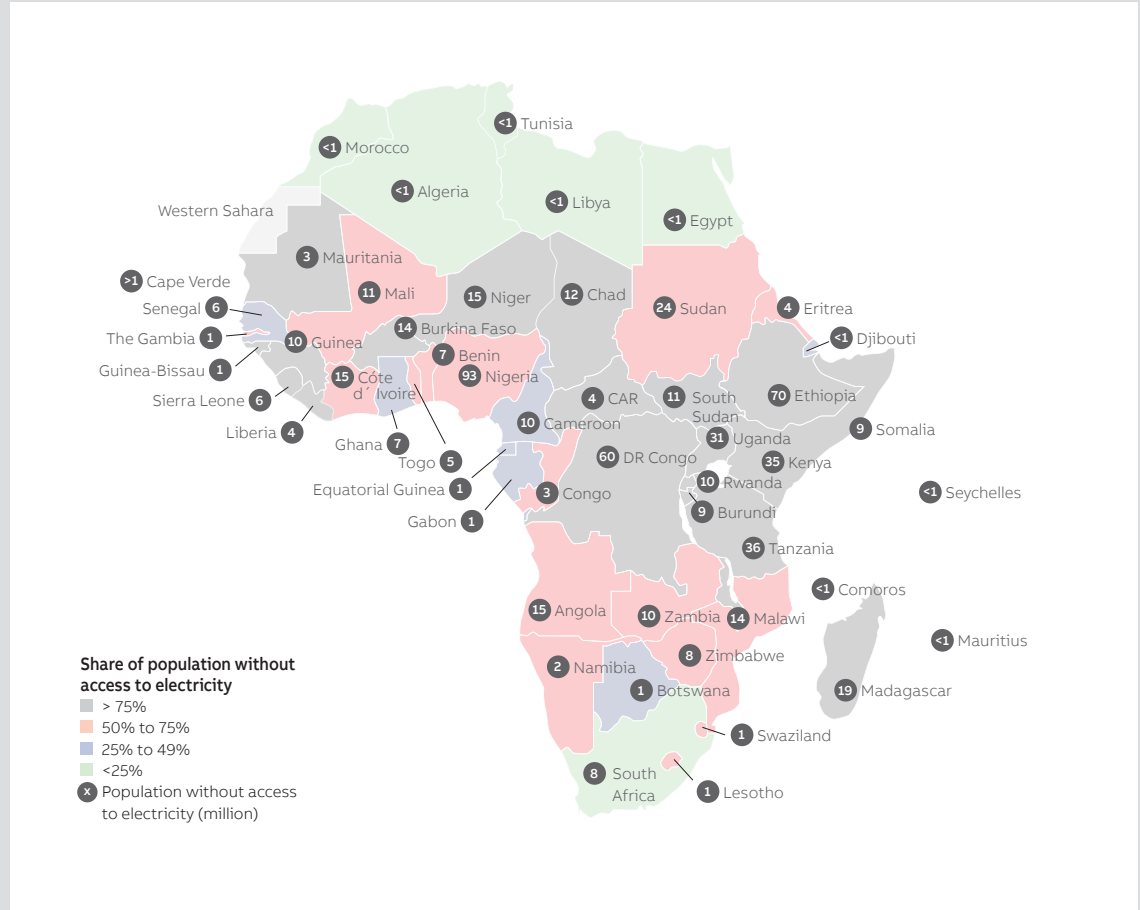 <1 Tunisia
<1 Morocco
<1 Algeria
<1 Libya
Western Sahara
<1 Egypt
3 Mauritania
>1 Cape Verde
11 Mali
15 Niger
12 Chad
24 Sudan
4 Eritrea
Senegal 6
14 Burkina Faso
The Gambia 1
10 Guinea
<1 Djibouti
7 Benin
Guinea-Bissau 1
15 Côte
d´ Ivoire
93 Nigeria
Sierra Leone 6
4 CAR
11 South
Sudan
70 Ethiopia
Liberia 4
10 Cameroon
9 Somalia
Ghana 7
31 Uganda
Togo 5
60 DR Congo
35 Kenya
Equatorial Guinea 1
3 Congo
10 Rwanda
<1 Seychelles
Gabon 1
9 Burundi
36 Tanzania
<1 Comoros
15 Angola
10 Zambia
14 Malawi
<1 Mauritius
8 Zimbabwe
2 Namibia
1 Botswana
19 Madagascar
1 Swaziland
8 South
Africa
1 Lesotho
Share of population without
access to electricity
> 75%
50% to 75%
25% to 49%
<25%
x Population without access
to electricity (million)